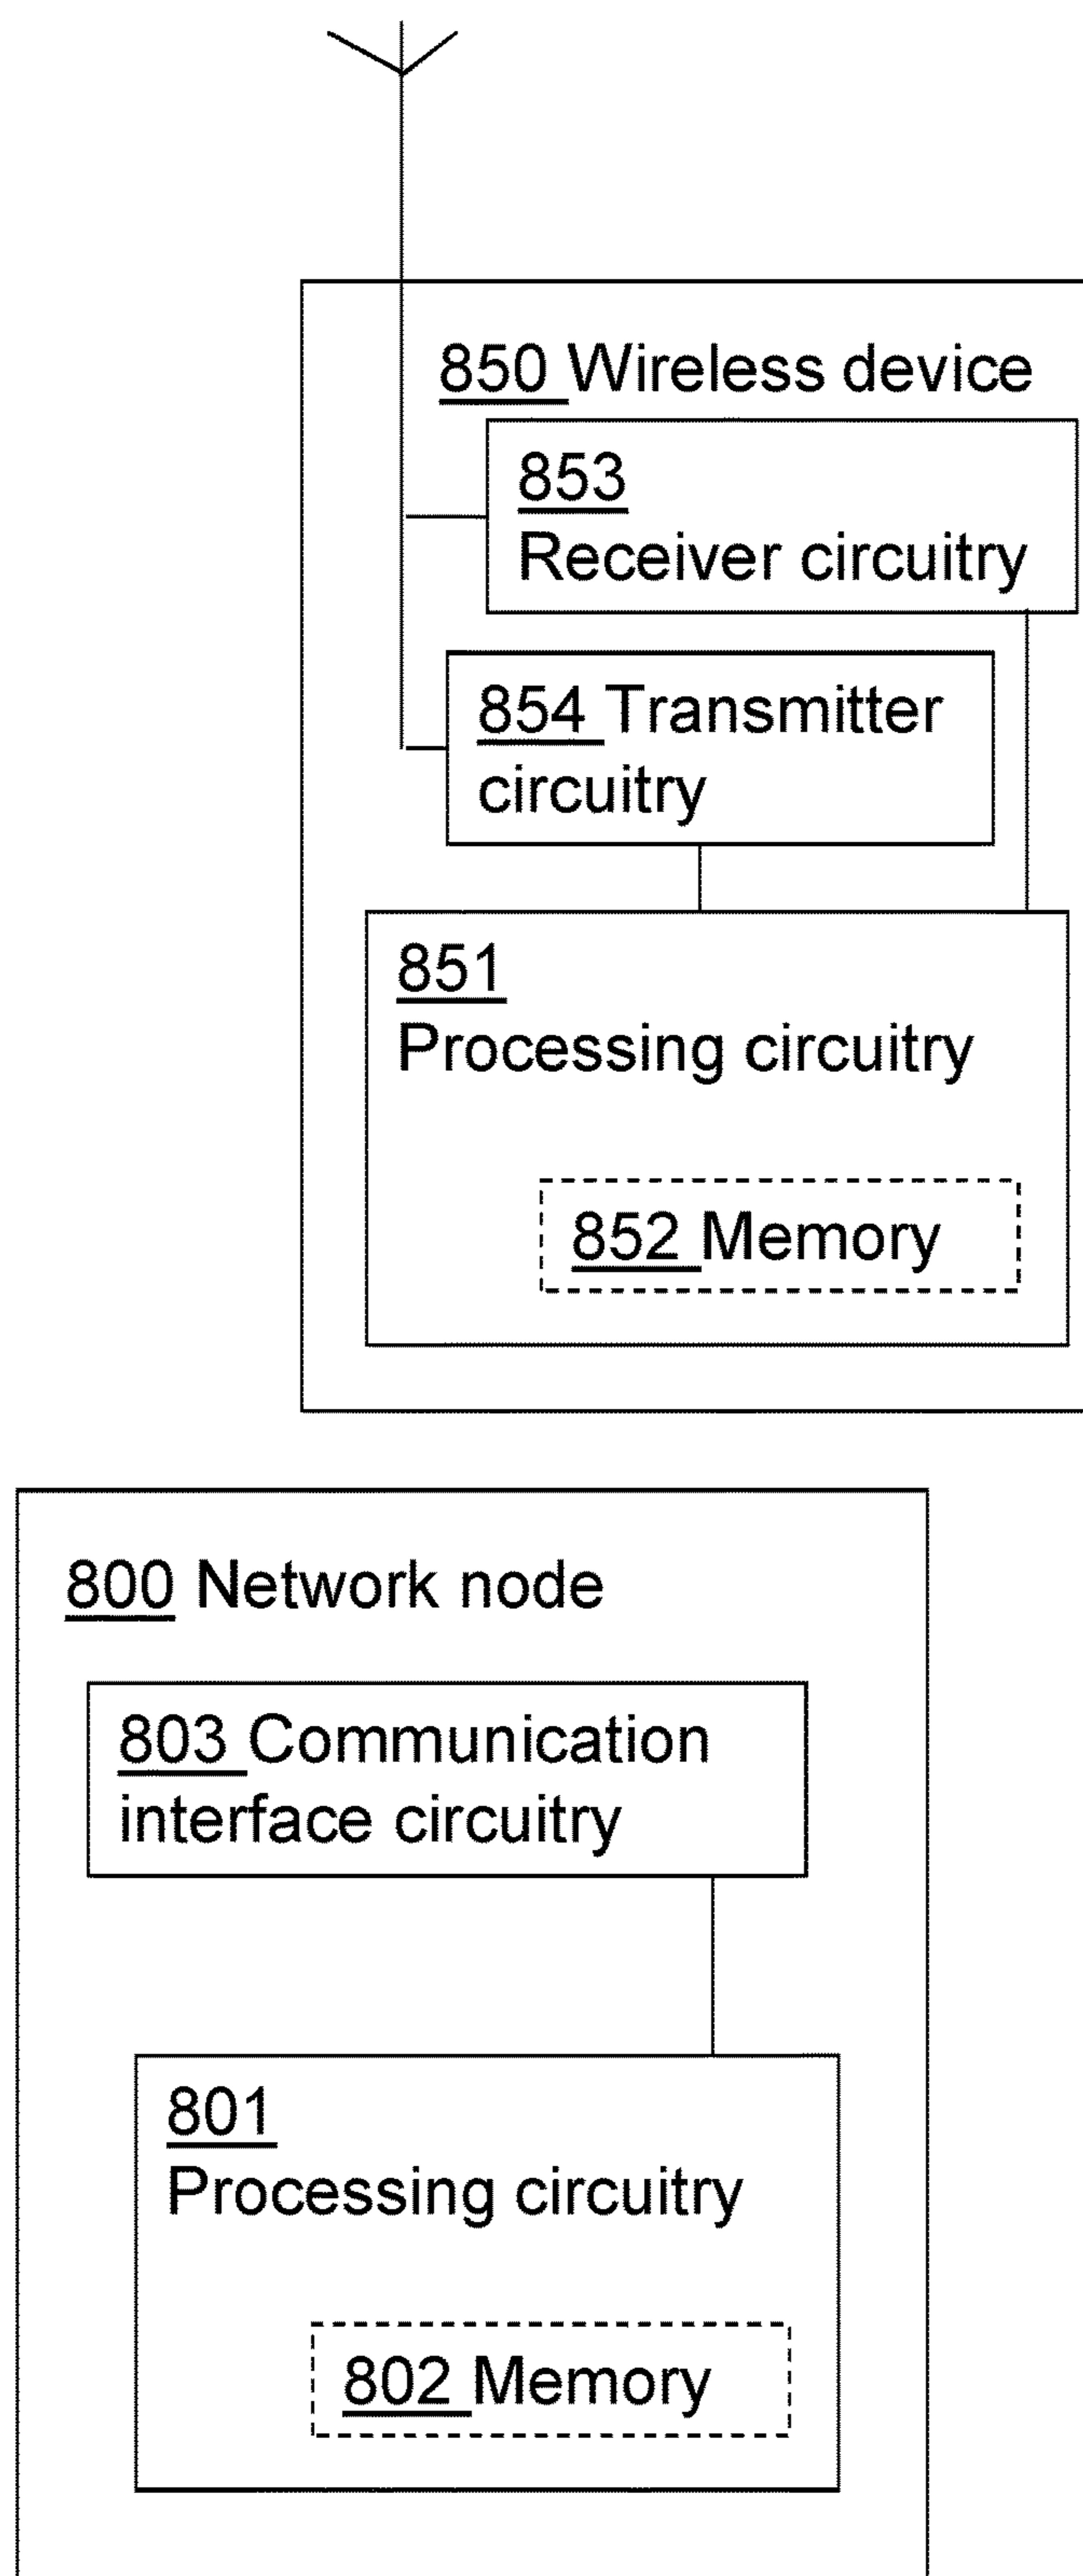 850 Wireless device
853
Receiver circuitry
854 Transmitter
circuitry
851
Processing circuitry
852 Memory
800 Network node
803 Communication
interface circuitry
801
Processing circuitry
802 Memory